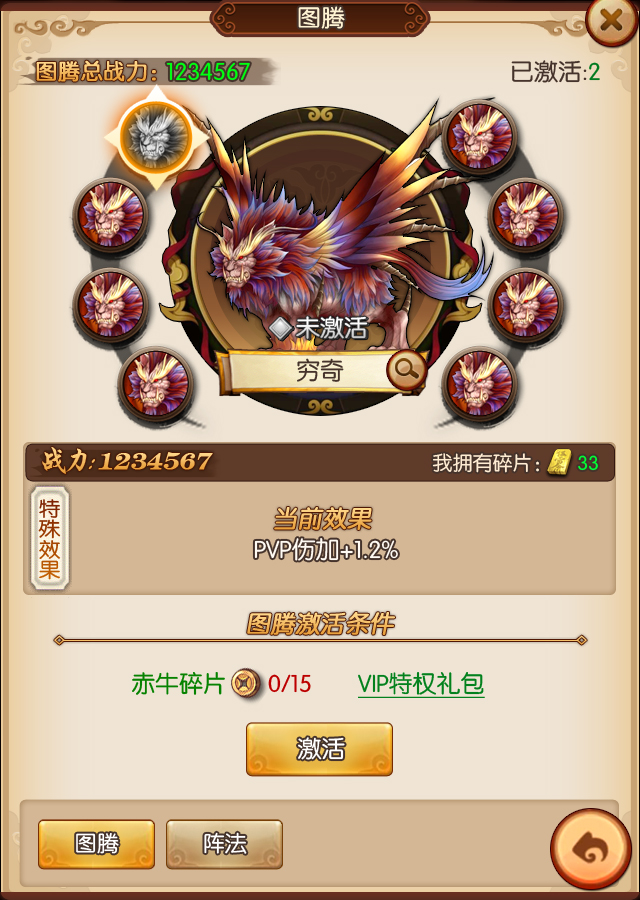 图腾
图腾总战力：1234567
已激活:2
未激活
穷奇
战力:1234567
我拥有碎片： 33
特殊效果
当前效果
PVP伤加+1.2%
图腾激活条件
赤牛碎片 0/15 VIP特权礼包
激活
图腾 阵法